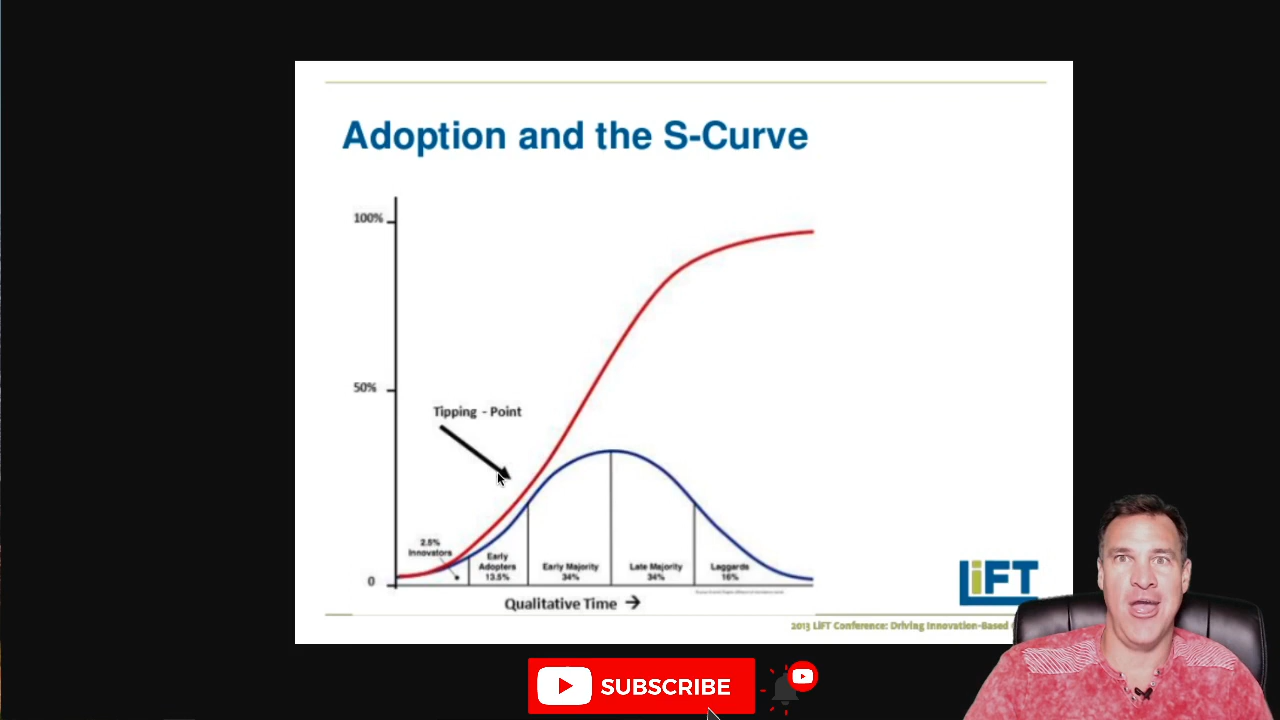 Adoption and the S-Curve
100%
50%
Tipping - Point
2.5%
Innovators
Early
Adopters
13.5%
Early Majority
34%
Late Majority
34%
Laggards
16%
0
Qualitative Time →
LiFT
2013 LiFT Conference: Driving Innovation-Based
SUBSCRIBE